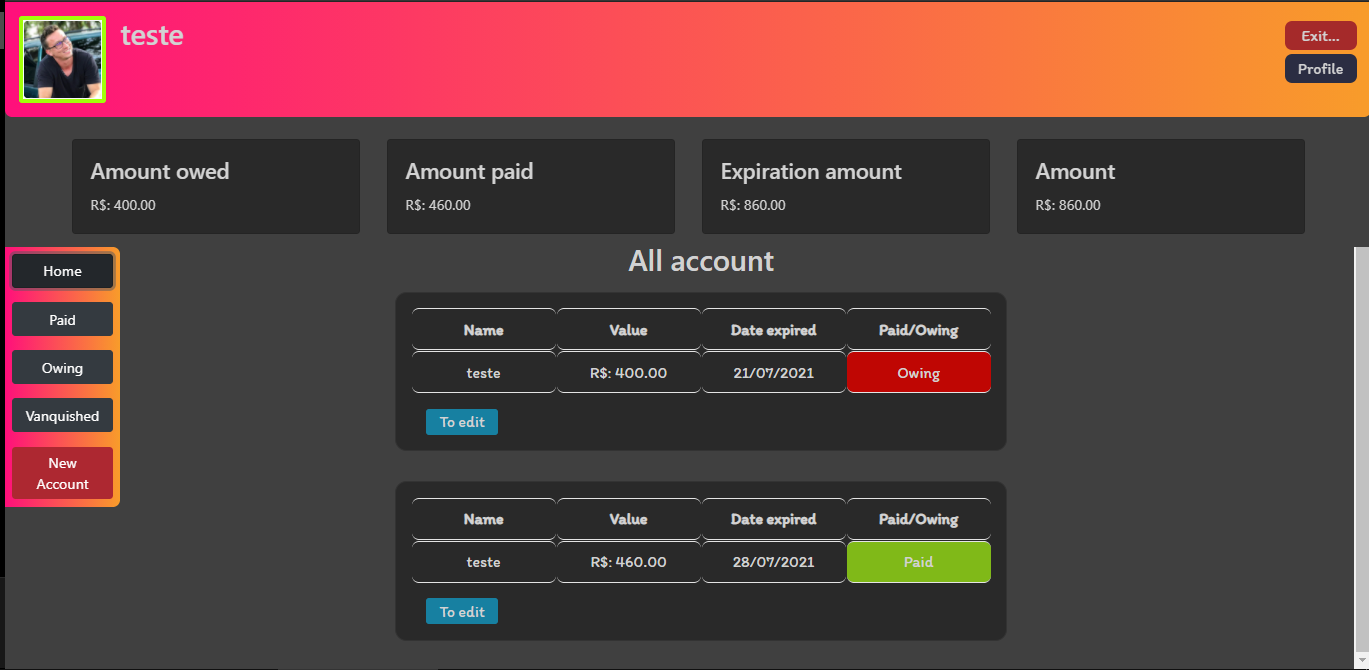 teste
Exit...
Profile
Amount owed
R$: 400.00
Amount paid
R$: 460.00
Expiration amount
R$: 860.00
Amount
R$: 860.00
Home
Paid
Owing
Vanquished
New
Account
All account
Name Value Date expired Paid/Owing
teste R$: 400.00 21/07/2021 Owing
To edit
Name Value Date expired Paid/Owing
teste R$: 460.00 28/07/2021 Paid
To edit